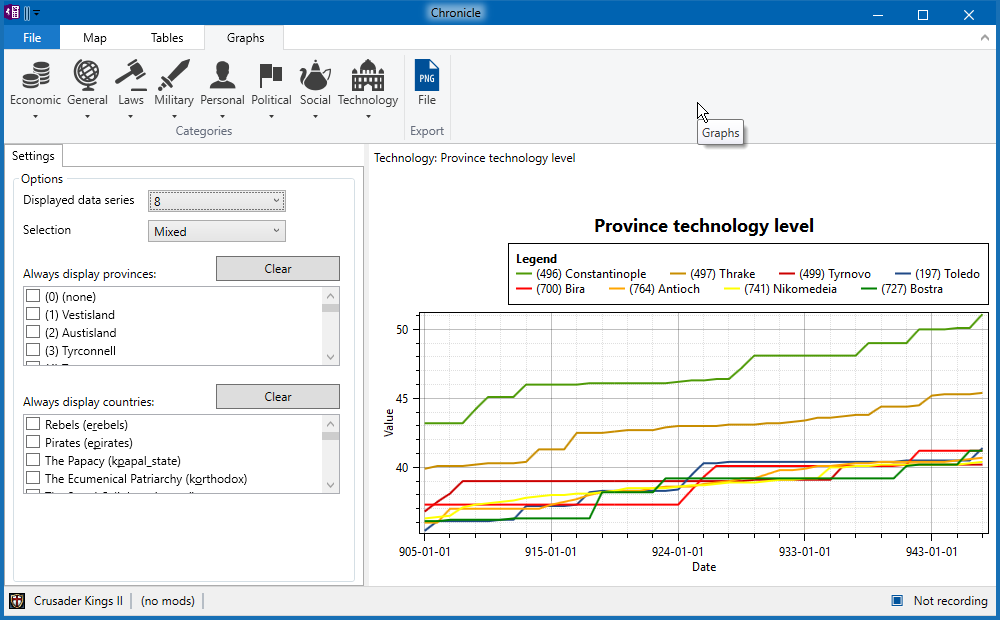 Chronicle
File Map Tables Graphs
Economic General Laws Military Personal Political Social Technology
PNG
File
Categories
Export
Graphs
Settings
Technology: Province technology level
Options
Displayed data series 8
Selection Mixed
Always display provinces: Clear
(0) (none)
(1) Vestisland
(2) Austisland
(3) Tyrconnell
Always display countries: Clear
Rebels (erebels)
Pirates (epirates)
The Papacy (kpapal_state)
The Ecumenical Patriarchy (korthodox)
Province technology level
Legend
(496) Constantinople (497) Thrake (499) Tyrnovo (197) Toledo
(700) Bira (764) Antioch (741) Nikomedeia (727) Bostra
50
45
40
Value
905-01-01 915-01-01 924-01-01 933-01-01 943-01-01
Date
Crusader Kings II (no mods) Not recording